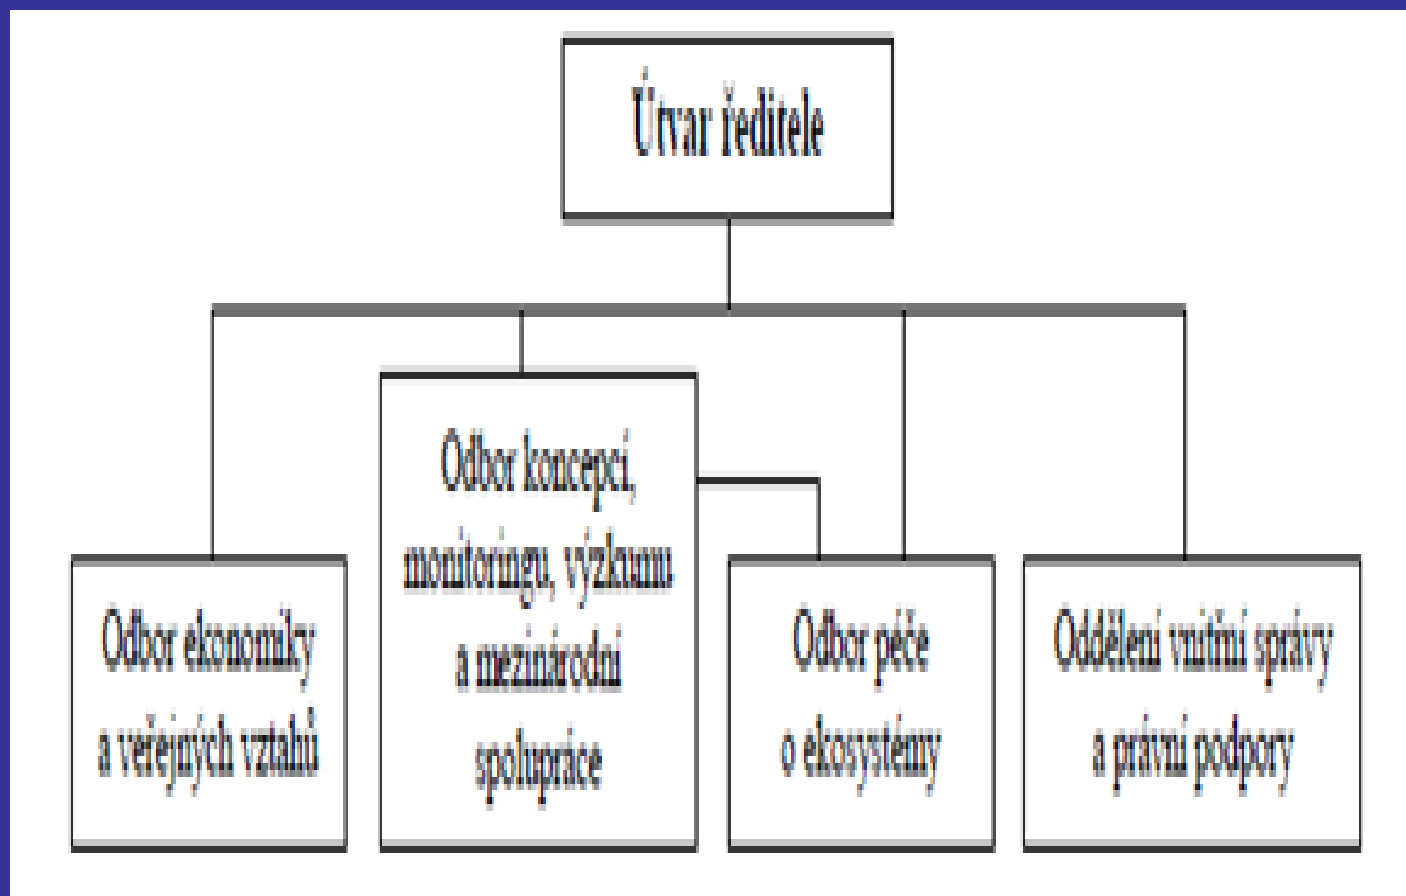 Útvar ředitele
Odbor koncepcí,
monitoringu, výzkumu
a mezinárodní
spolupráce
Odbor ekonomiky
a veřejných vztahů
Odbor péče
o ekosystémy
Oddělení vnitřní správy
a právní podpory